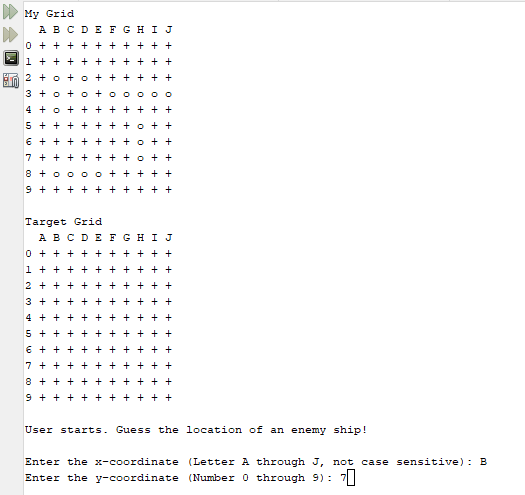 My Grid
  A B C D E F G H I J
0 + + + + + + + + + +
1 + + + + + + + + + +
2 + o + o + + + + + +
3 + o + o + o o o o o
4 + o + + + + + + + +
5 + + + + + + + o + +
6 + + + + + + + o + +
7 + + + + + + + o + +
8 + o o o o + + + + +
9 + + + + + + + + + +

Target Grid
  A B C D E F G H I J
0 + + + + + + + + + +
1 + + + + + + + + + +
2 + + + + + + + + + +
3 + + + + + + + + + +
4 + + + + + + + + + +
5 + + + + + + + + + +
6 + + + + + + + + + +
7 + + + + + + + + + +
8 + + + + + + + + + +
9 + + + + + + + + + +

User starts. Guess the location of an enemy ship!

Enter the x-coordinate (Letter A through J, not case sensitive): B
Enter the y-coordinate (Number 0 through 9): 7